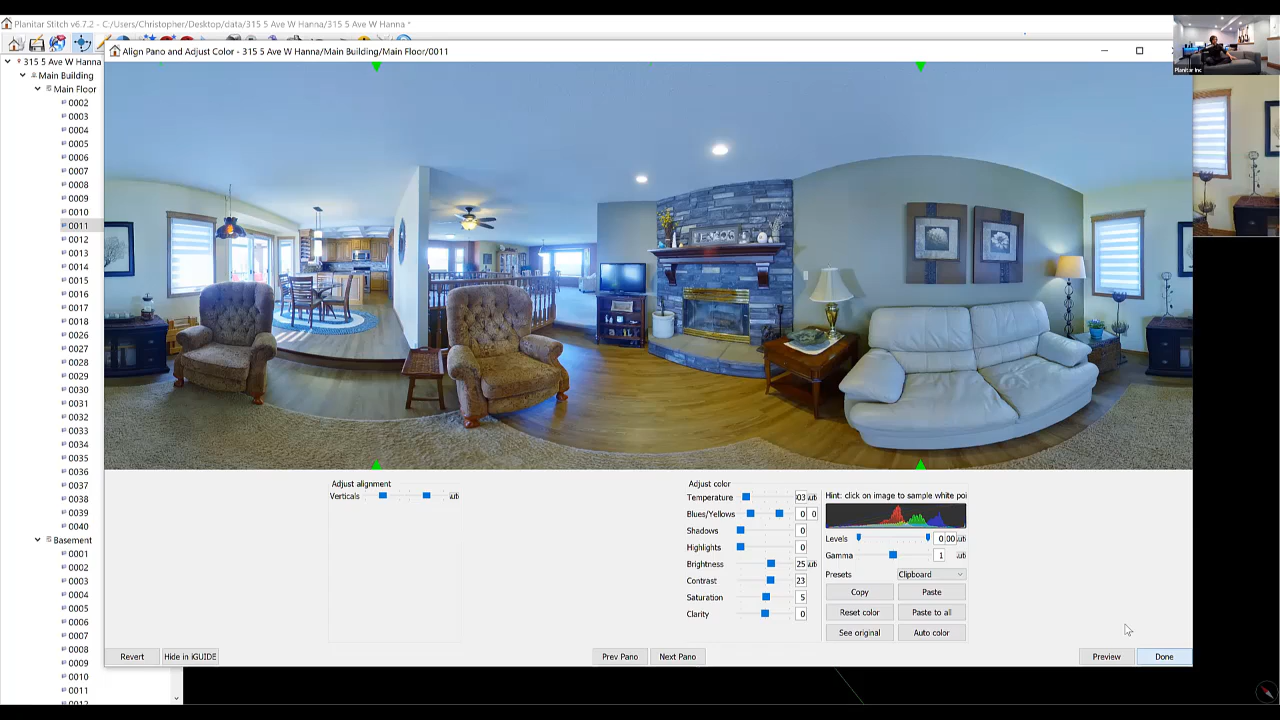 Planitar Stitch v6.7.2 - C:/Users/Christopher/Desktop/data/315 5 Ave W Hanna/315 5 Ave W Hanna *
Planitar Inc
Align Pano and Adjust Color - 315 5 Ave W Hanna/Main Building/Main Floor/0011
315 5 Ave W Hanna
Main Building
Main Floor
0002
0003
0004
0005
0006
0007
0008
0009
0010
0011
0012
0013
0014
0015
0016
0017
0018
0026
0027
0028
0029
0030
0031
0032
0033
0034
0035
0036
0037
0038
0039
0040
Basement
0001
0002
0003
0004
0005
0006
0007
0008
0009
0010
0011
Adjust alignment
Verticals
Adjust color
Temperature
Blues/Yellows 0 0
Shadows 0
Highlights 0
Brightness 25
Contrast 23
Saturation 5
Clarity 0
Hint: click on image to sample white poi
Levels 0
Gamma 1
Presets Clipboard
Copy Paste
Reset color Paste to all
See original Auto color
Revert Hide in iGUIDE Prev Pano Next Pano Preview Done